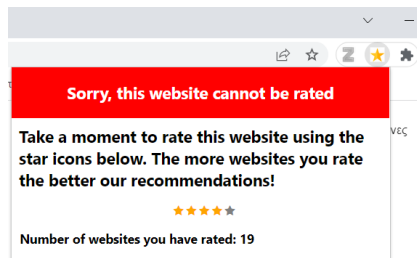 Sorry, this website cannot be rated
νες
Take a moment to rate this website using the
star icons below. The more websites you rate
the better our recommendations!
Number of websites you have rated: 19